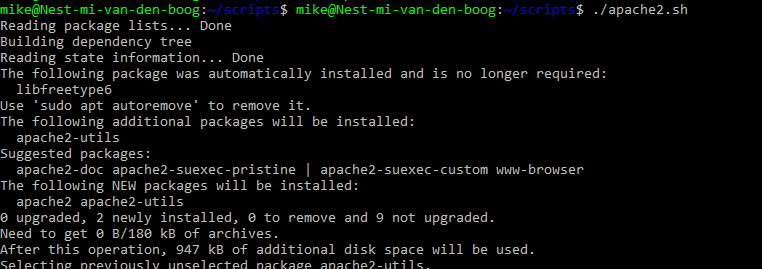 mike@Nest-mi-van-den-boog:~/scripts$ mike@Nest-mi-van-den-boog:~/scripts$ ./apache2.sh
Reading package lists... Done
Building dependency tree
Reading state information... Done
The following package was automatically installed and is no longer required:
  libfreetype6
Use 'sudo apt autoremove' to remove it.
The following additional packages will be installed:
  apache2-utils
Suggested packages:
  apache2-doc apache2-suexec-pristine | apache2-suexec-custom www-browser
The following NEW packages will be installed:
  apache2 apache2-utils
0 upgraded, 2 newly installed, 0 to remove and 9 not upgraded.
Need to get 0 B/180 kB of archives.
After this operation, 947 kB of additional disk space will be used.
Selecting previously unselected package apache2-utils.